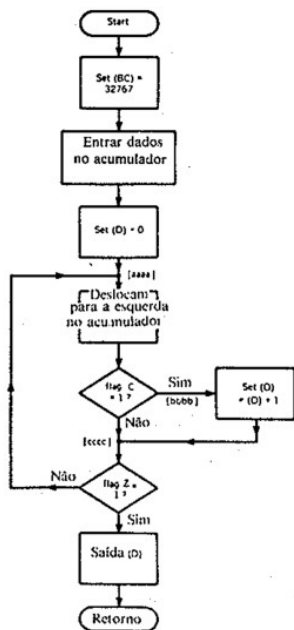 Start
Set (BC) =
32767
Entrar dados
no acumulador
Set (D) = 0
[aaaa]
Deslocam
para a esquerda
no acumulador
flag C
= 1 ?
Sim
[bbbb]
Set (D)
= (D) + 1
Não
[cccc]
Não
flag Z =
1 ?
Sim
Saída (D)
Retorno